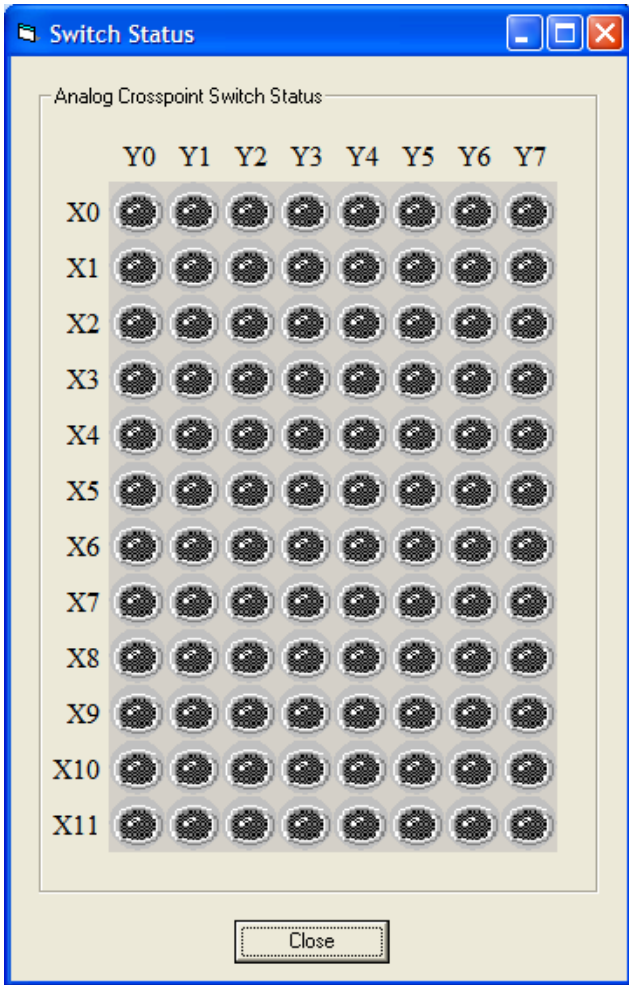 Switch Status
Analog Crosspoint Switch Status
Y0 Y1 Y2 Y3 Y4 Y5 Y6 Y7
X0
X1
X2
X3
X4
X5
X6
X7
X8
X9
X10
X11
Close